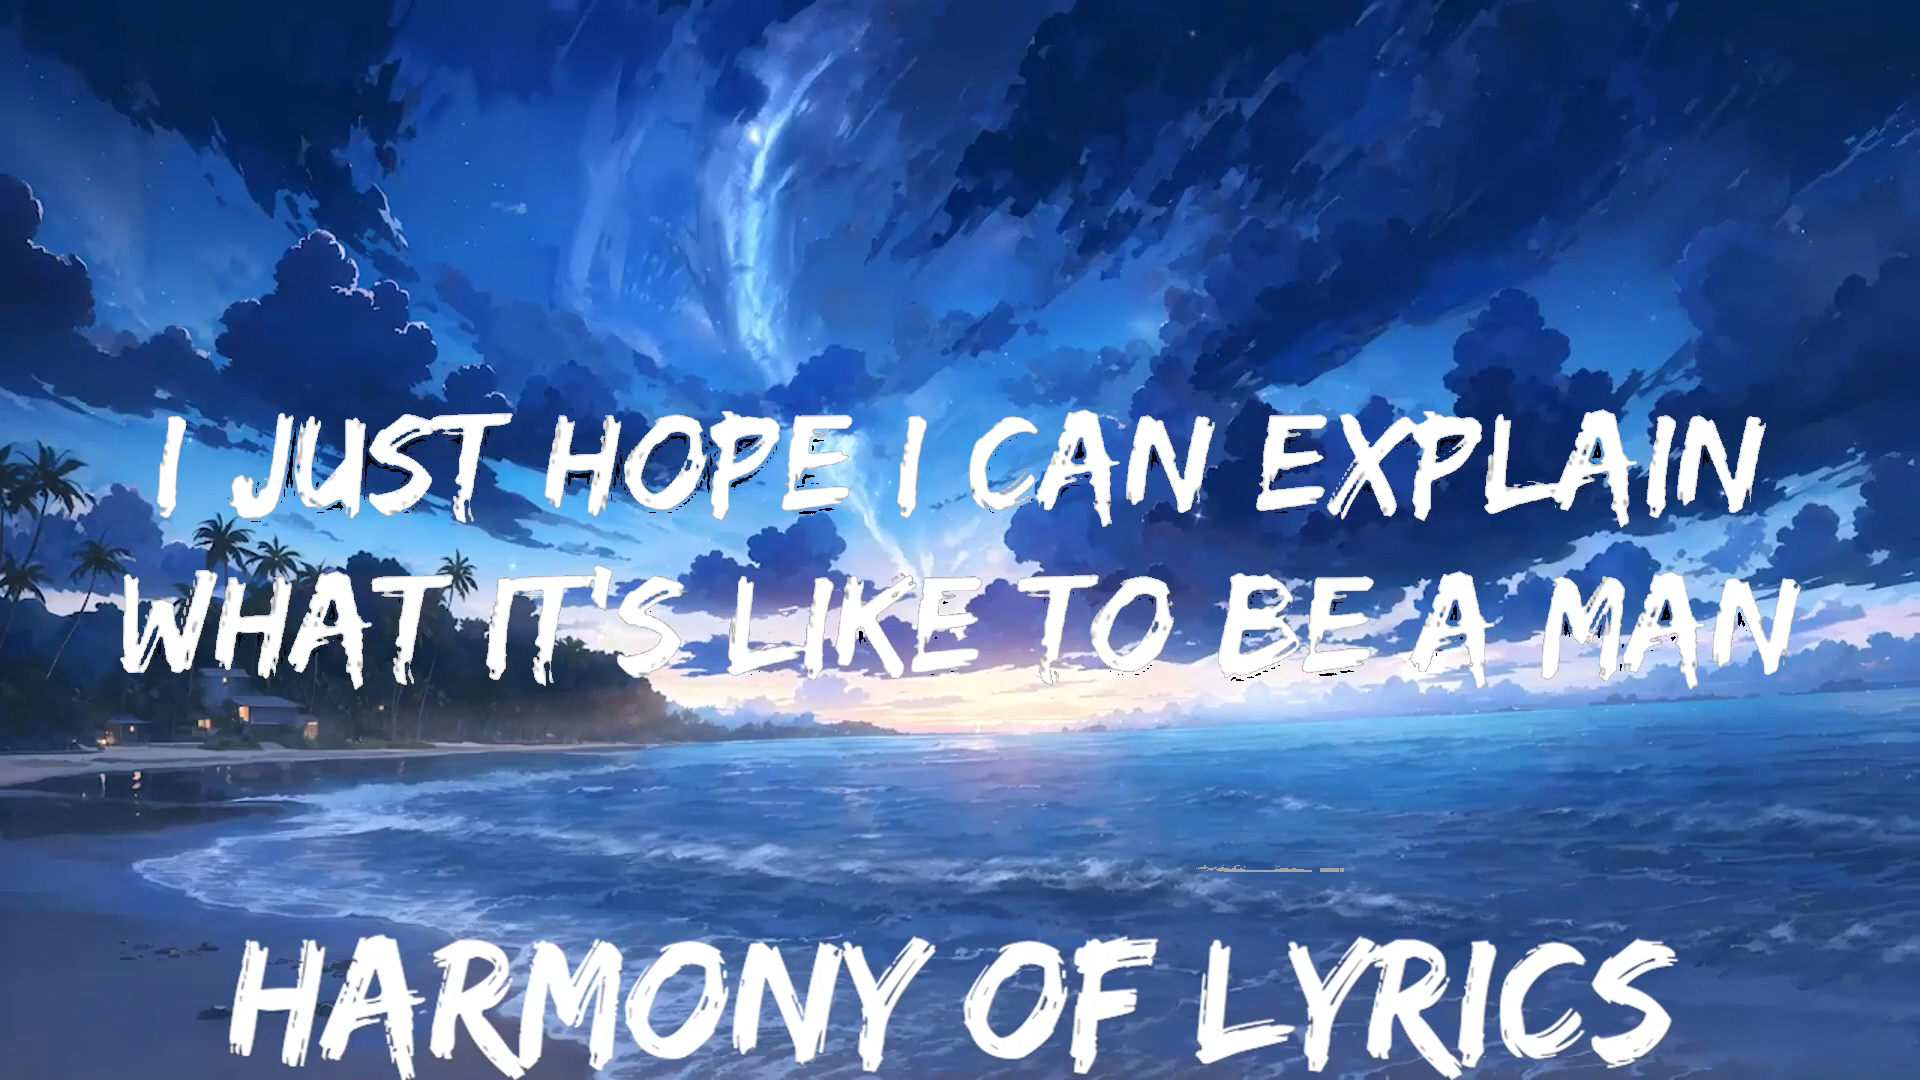 I JUST HOPE I CAN EXPLAIN
WHAT IT'S LIKE TO BE A MAN
HARMONY OF LYRICS